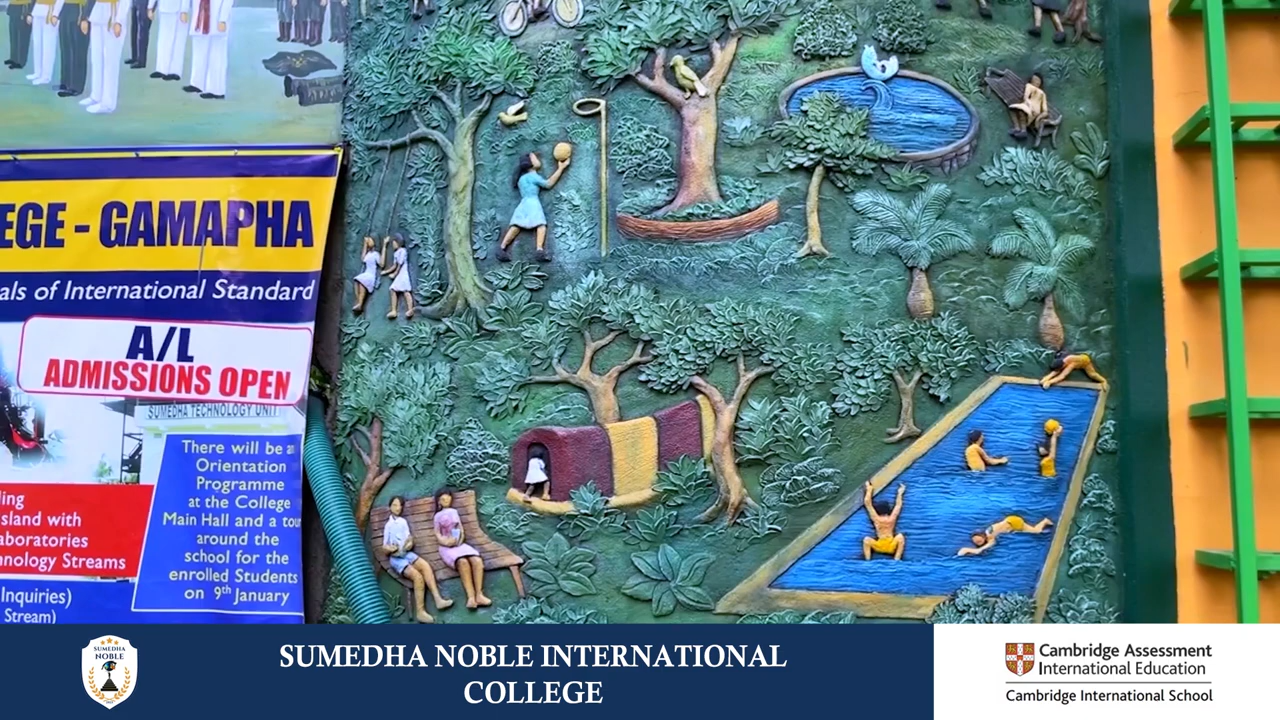 EGE - GAMAPHA
als of International Standard
A/L
ADMISSIONS OPEN
SUMEDHA TECHNOLOGY UNIT
There will be a
Orientation
Programme
at the College
Main Hall and a tour
around the
school for the
enrolled Students
on 9th January
ing
sland with
aboratories
nology Streams
Inquiries)
Stream)
SUMEDHA
NOBLE
SUMEDHA NOBLE INTERNATIONAL
COLLEGE
Cambridge Assessment
International Education
Cambridge International School